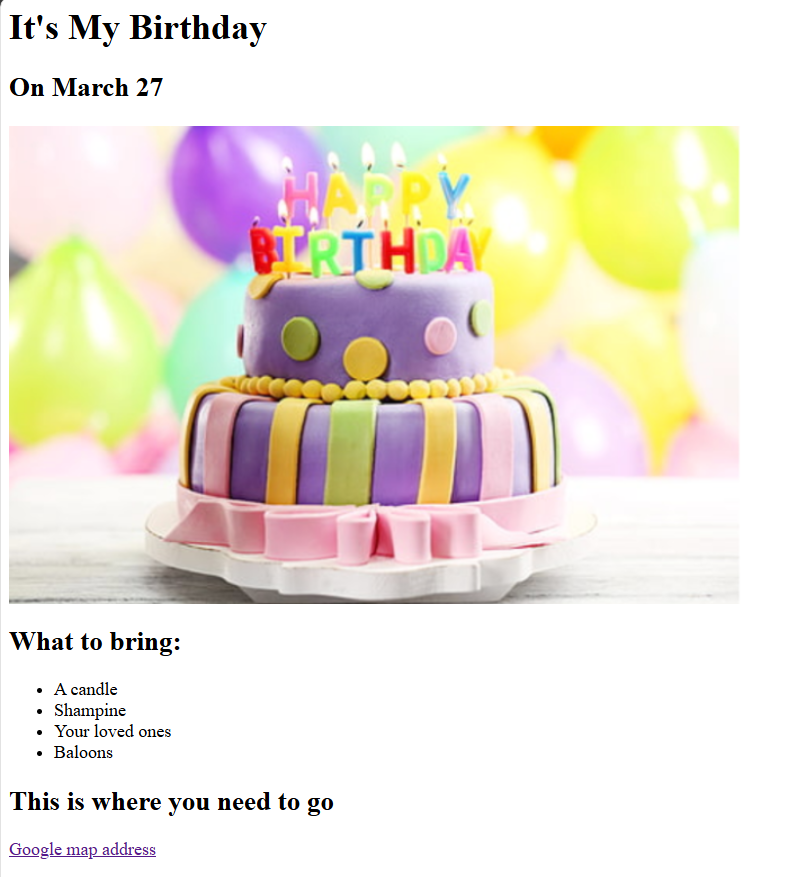 It's My Birthday
On March 27
HAPPY
BIRTHDAY
What to bring:
A candle
Shampine
Your loved ones
Baloons
This is where you need to go
Google map address